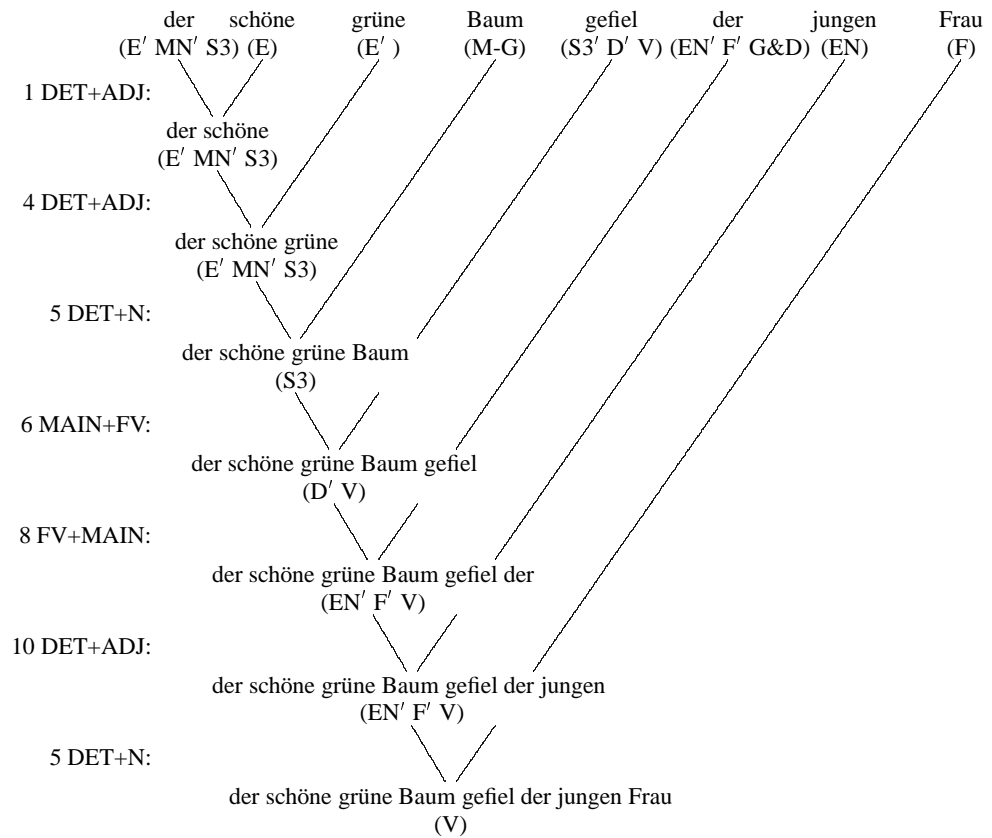 der schöne grüne Baum gefiel der jungen Frau
(E′ MN′ S3) (E) (E′ ) (M-G) (S3′ D′ V) (EN′ F′ G&D) (EN) (F)
1 DET+ADJ:
der schöne
(E′ MN′ S3)
4 DET+ADJ:
der schöne grüne
(E′ MN′ S3)
5 DET+N:
der schöne grüne Baum
(S3)
6 MAIN+FV:
der schöne grüne Baum gefiel
(D′ V)
8 FV+MAIN:
der schöne grüne Baum gefiel der
(EN′ F′ V)
10 DET+ADJ:
der schöne grüne Baum gefiel der jungen
(EN′ F′ V)
5 DET+N:
der schöne grüne Baum gefiel der jungen Frau
(V)